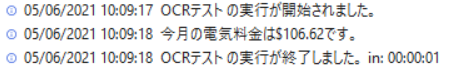 05/06/2021 10:09:17 OCRテスト の実行が開始されました。
05/06/2021 10:09:18 今月の電気料金は$106.62です。
05/06/2021 10:09:18 OCRテスト の実行が終了しました。 in: 00:00:01